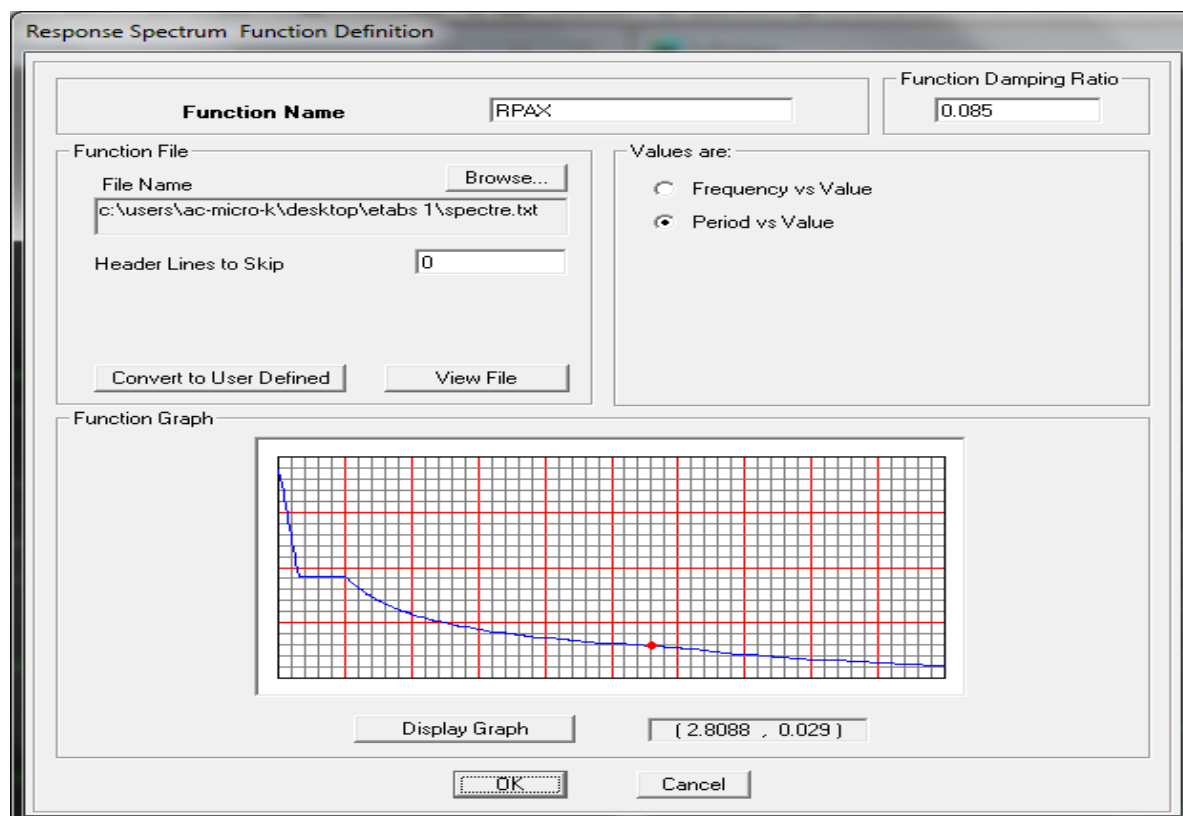 Response Spectrum Function Definition
Function Damping Ratio
Function Name RPAX 0.085
Function File
Values are:
File Name Browse...
c:\users\ac-micro-k\desktop\etabs 1\spectre.txt
Frequency vs Value
Period vs Value
Header Lines to Skip 0
Convert to User Defined View File
Function Graph
Display Graph ( 2.8088 , 0.029 )
OK Cancel